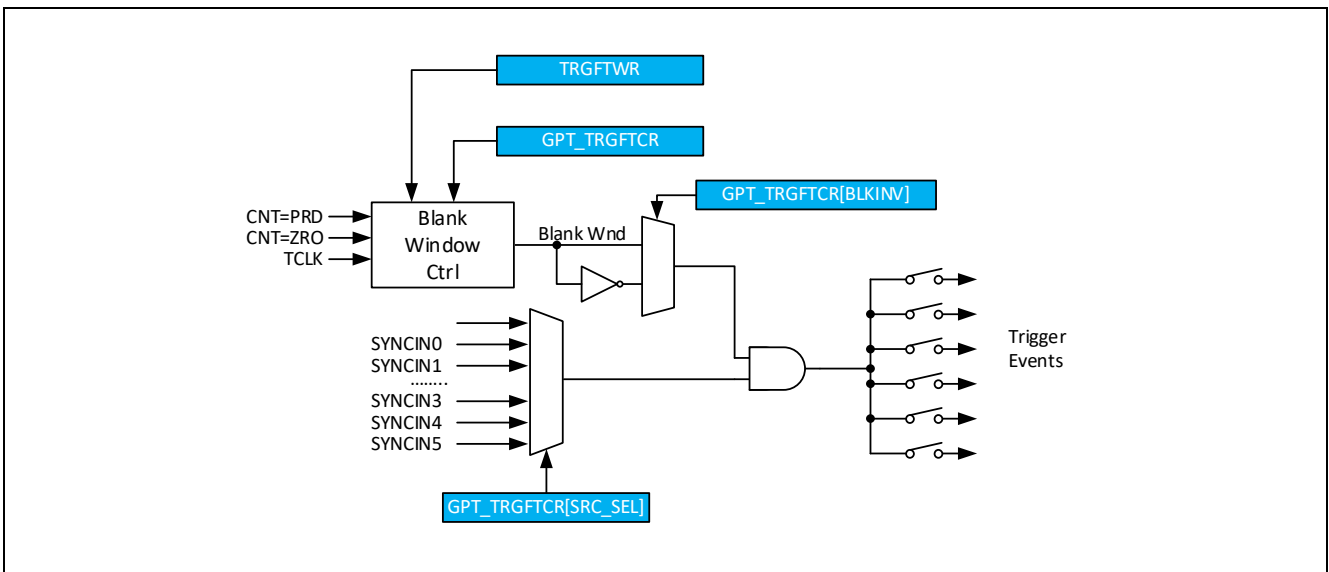 TRGFTWR
GPT_TRGFTCR
GPT_TRGFTCR[BLKINV]
CNT=PRD
CNT=ZRO
TCLK
Blank
Window
Ctrl
Blank Wnd
SYNCIN0
SYNCIN1
........
SYNCIN3
SYNCIN4
SYNCIN5
Trigger
Events
GPT_TRGFTCR[SRC_SEL]